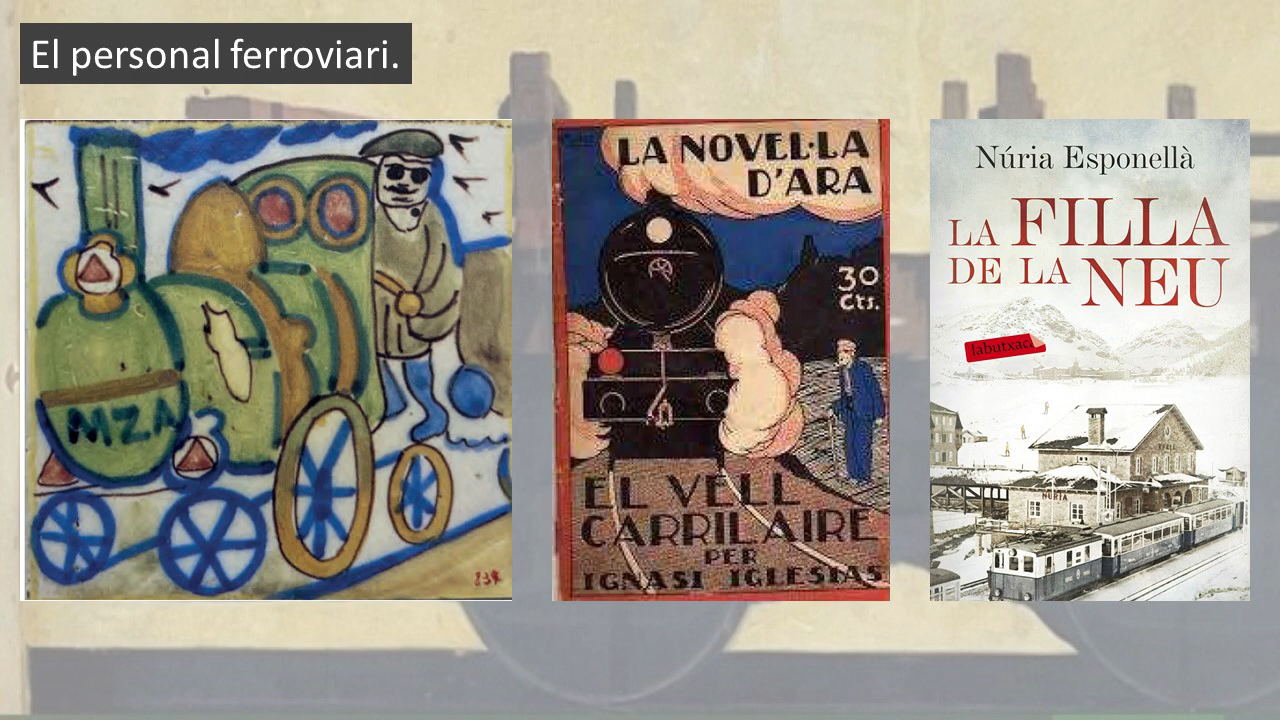 El personal ferroviari.
MZA
LA NOVEL·LA
D'ARA
30
Cts.
EL VELL
CARRILAIRE
PER
IGNASI IGLESIAS
Núria Esponellà
LA FILLA
DE LA NEU
labutxaca
NURIA